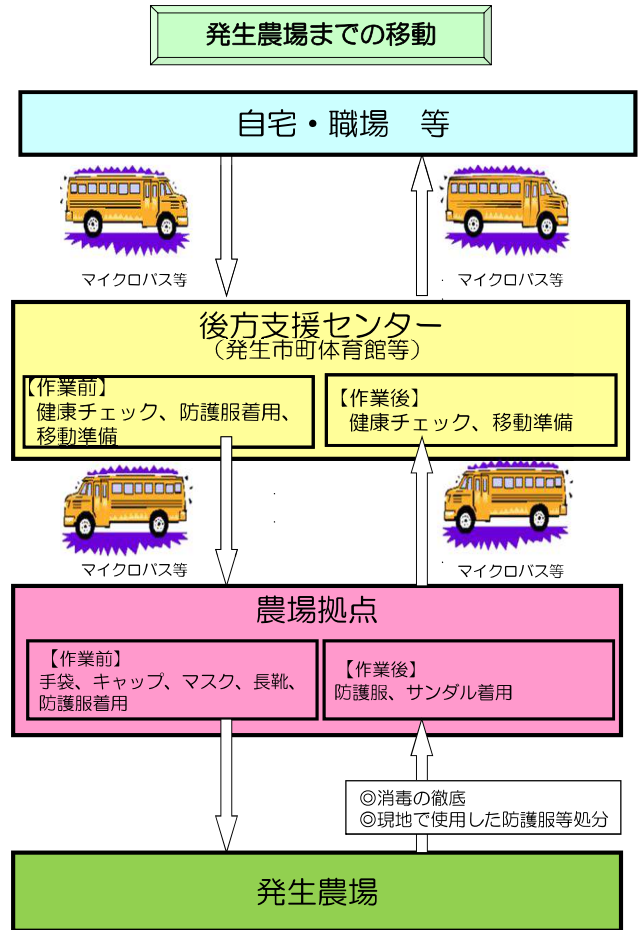 発生農場までの移動
自宅・職場　等
マイクロバス等
マイクロバス等
後方支援センター
（発生市町体育館等）
【作業前】
健康チェック、防護服着用、
移動準備
【作業後】
健康チェック、移動準備
マイクロバス等
マイクロバス等
農場拠点
【作業前】
手袋、キャップ、マスク、長靴、
防護服着用
【作業後】
防護服、サンダル着用
◎消毒の徹底
◎現地で使用した防護服等処分
発生農場